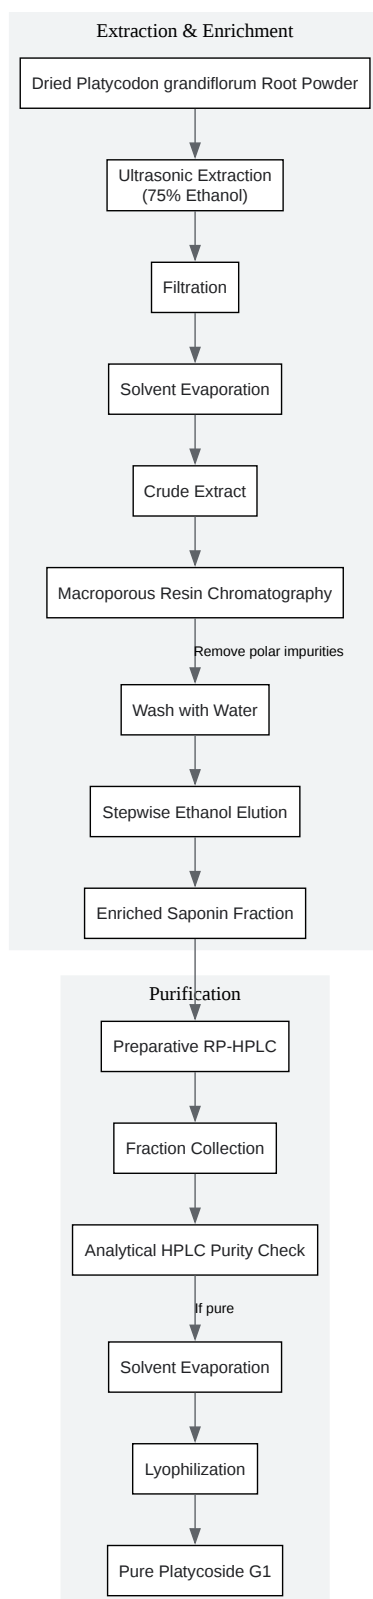 Extraction & Enrichment
Dried Platycodon grandiflorum Root Powder
Ultrasonic Extraction
(75% Ethanol)
Filtration
Solvent Evaporation
Crude Extract
Macroporous Resin Chromatography
Remove polar impurities
Wash with Water
Stepwise Ethanol Elution
Enriched Saponin Fraction
Purification
Preparative RP-HPLC
Fraction Collection
Analytical HPLC Purity Check
If pure
Solvent Evaporation
Lyophilization
Pure Platycoside G1